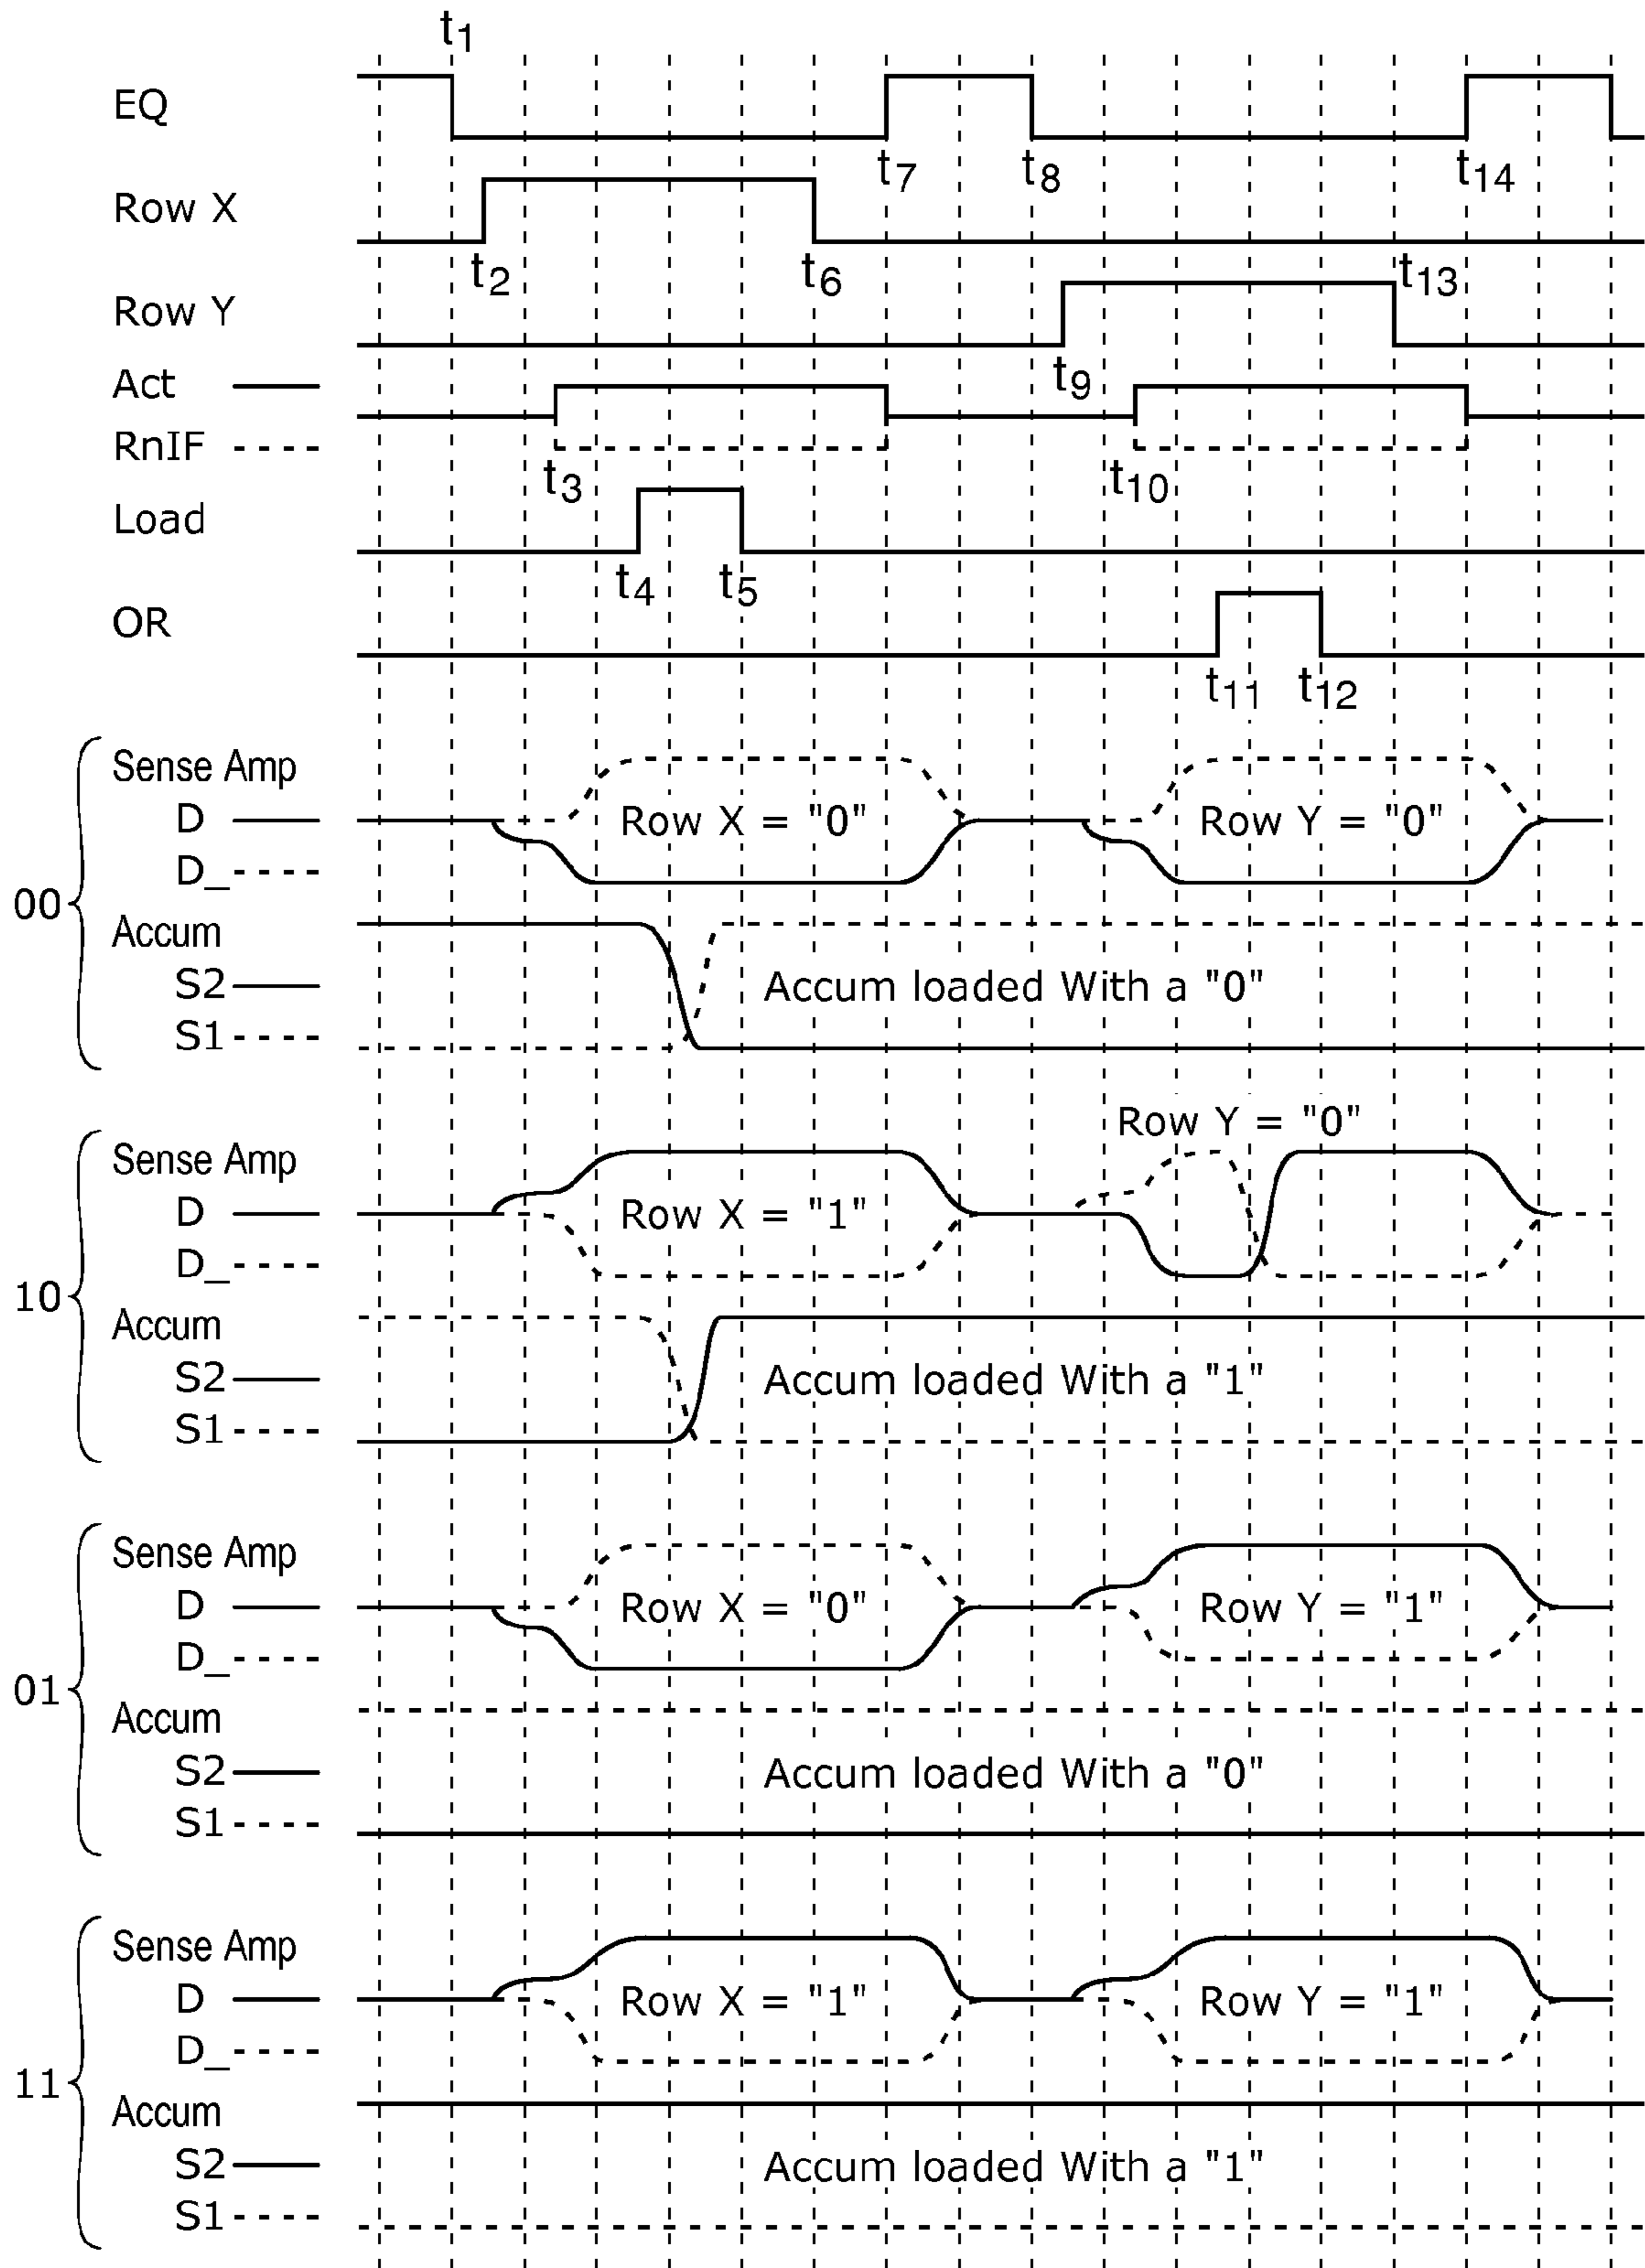 t1
EQ
t7 t8 t14
Row X
t2 t6 t13
Row Y
t9
Act
RnIF
t3 t10
Load
t4 t5
OR
t11 t12
00
Sense Amp
D
D_
Row X = "0" Row Y = "0"
Accum
S2
S1
Accum loaded With a "0"
10
Row Y = "0"
Sense Amp
D
D_
Row X = "1"
Accum
S2
S1
Accum loaded With a "1"
01
Sense Amp
D
D_
Row X = "0" Row Y = "1"
Accum
S2
S1
Accum loaded With a "0"
11
Sense Amp
D
D_
Row X = "1" Row Y = "1"
Accum
S2
S1
Accum loaded With a "1"